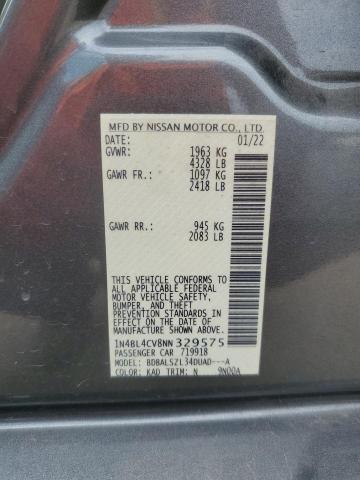 MFD BY NISSAN MOTOR CO., LTD.
DATE: 01/22
GVWR: 1963 KG
4328 LB
GAWR FR.: 1097 KG
2418 LB
GAWR RR.: 945 KG
2083 LB
THIS VEHICLE CONFORMS TO
ALL APPLICABLE FEDERAL
MOTOR VEHICLE SAFETY,
BUMPER, AND THEFT
PREVENTION STANDARDS
IN EFFECT ON THE DATE OF
MANUFACTURE SHOWN ABOVE.
1N4BL4CV8NN329575
PASSENGER CAR 719918
MODEL: BDBALSZL34DUAD---A
COLOR: KAD TRIM: N 9N00A